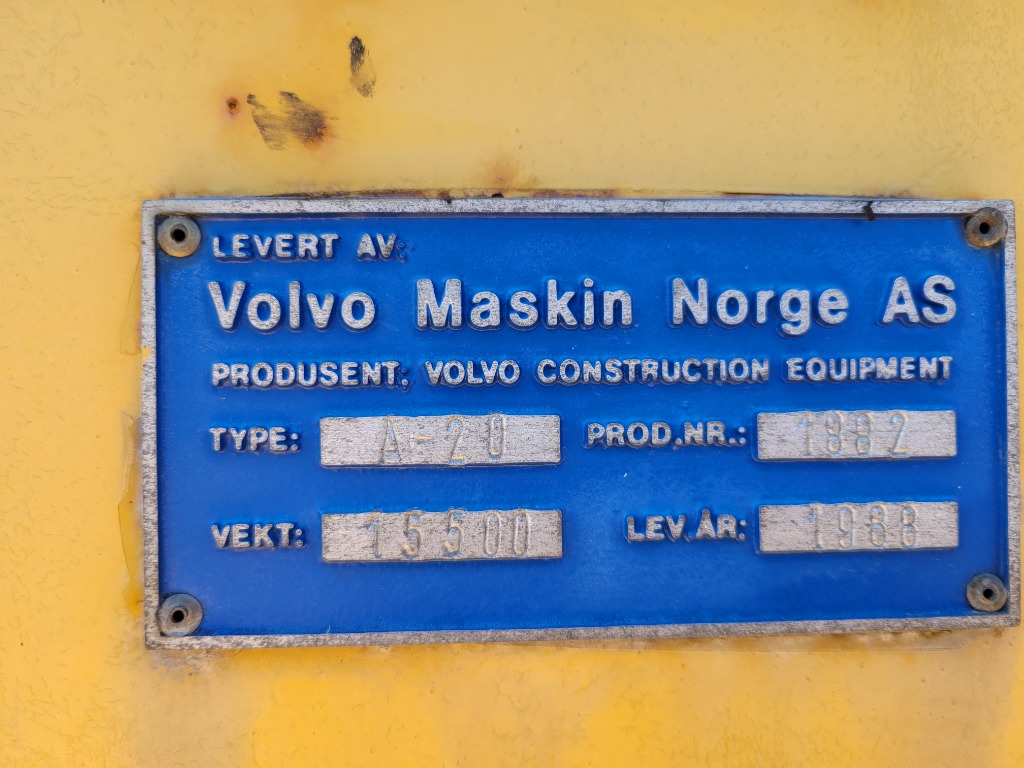 LEVERT AV:
Volvo Maskin Norge AS
PRODUSENT: VOLVO CONSTRUCTION EQUIPMENT
TYPE: A-20 PROD.NR.: 1882
VEKT: 15500 LEV.ÅR: 1988